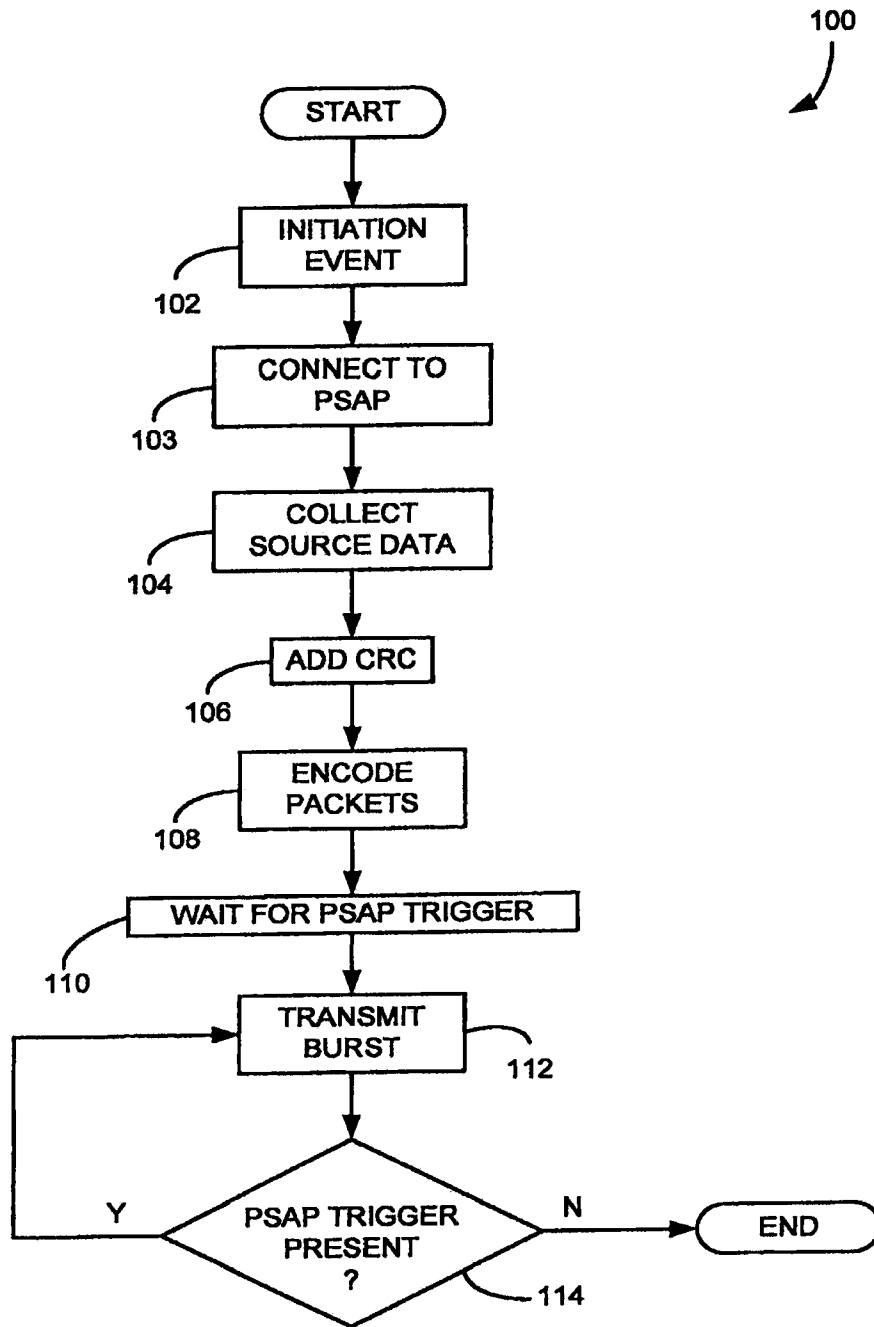 100
START
INITIATION
EVENT
102
CONNECT TO
PSAP
103
COLLECT
SOURCE DATA
104
ADD CRC
106
ENCODE
PACKETS
108
WAIT FOR PSAP TRIGGER
110
TRANSMIT
BURST
112
Y
PSAP TRIGGER
PRESENT
?
N
END
114